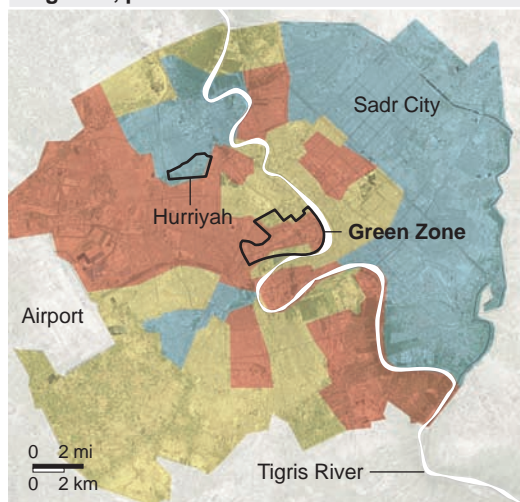 Sadr City
Hurriyah
Green Zone
Airport
0 2 mi
0 2 km
Tigris River